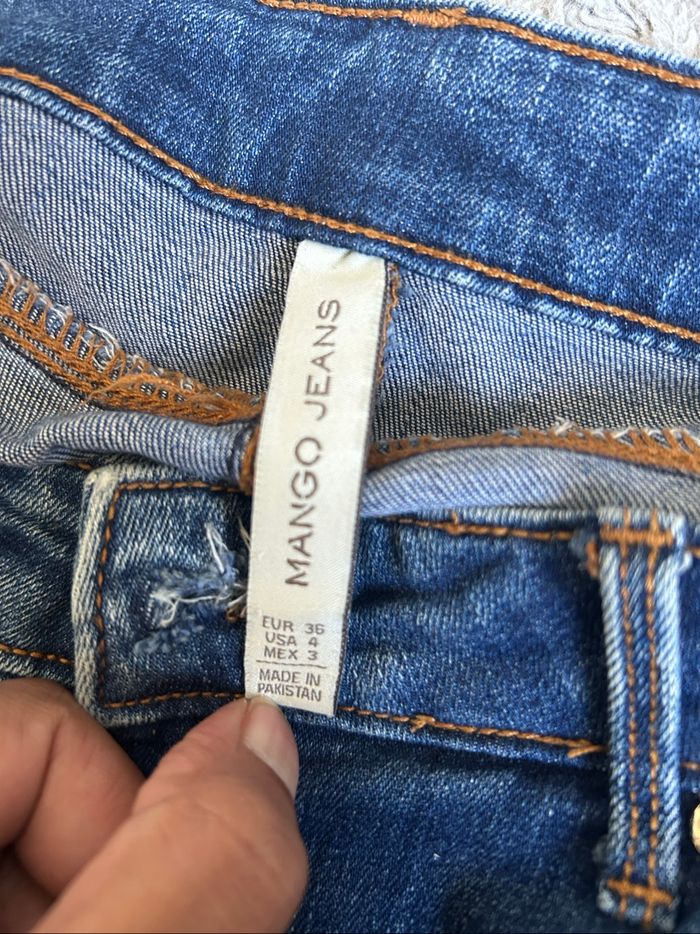 MANGO JEANS
EUR 36
USA 4
MEX 3
MADE IN
PAKISTAN